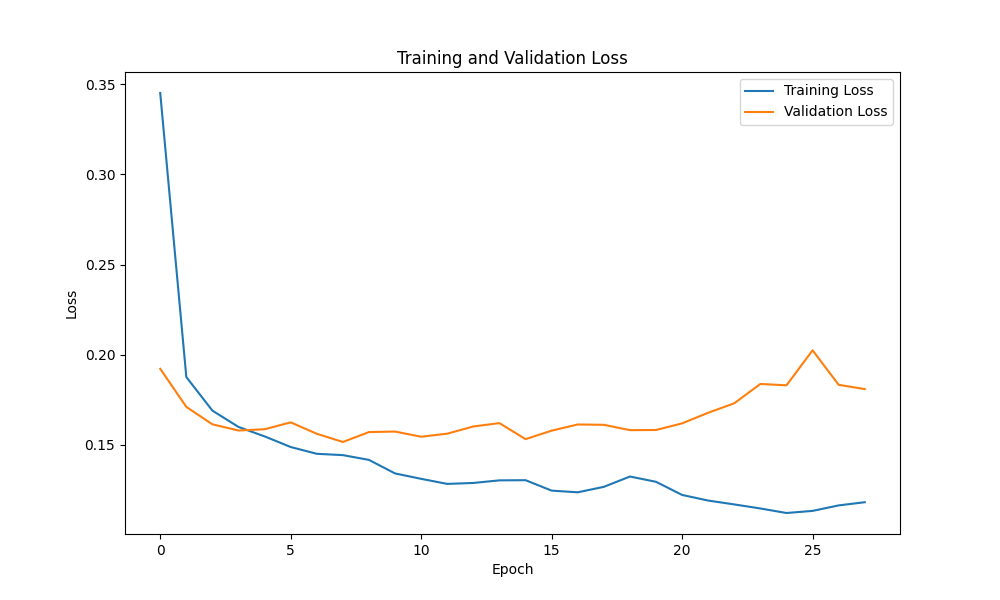 Training and Validation Loss
Training Loss
Validation Loss
0.35
0.30
0.25
0.20
0.15
Loss
0
5
10
15
20
25
Epoch